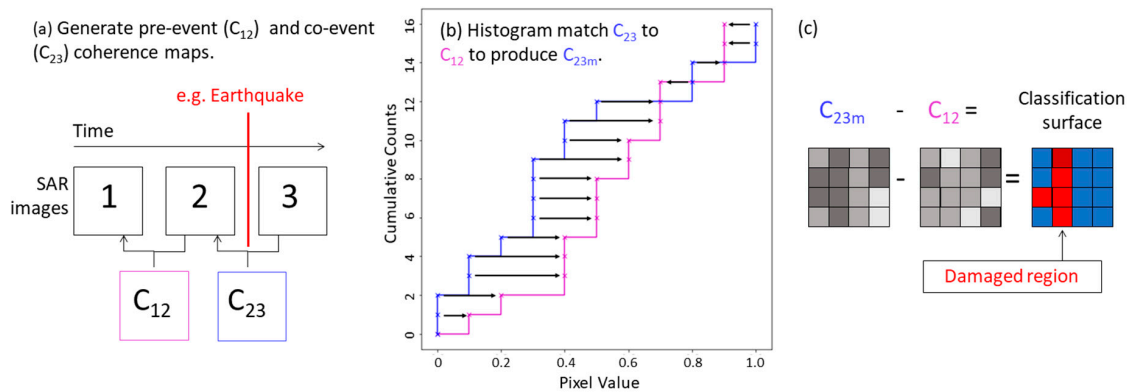 (a) Generate pre-event (C₁₂) and co-event
(C₂₃) coherence maps.
e.g. Earthquake
Time
SAR
images
1
2
3
C₁₂
C₂₃
(b) Histogram match C₂₃ to
C₁₂ to produce C₂₃ₘ.
Cumulative Counts
16
14
12
10
8
6
4
2
0
0
0.2
0.4
0.6
0.8
1.0
Pixel Value
(c)
C₂₃ₘ - C₁₂ = Classification
surface
- =
Damaged region